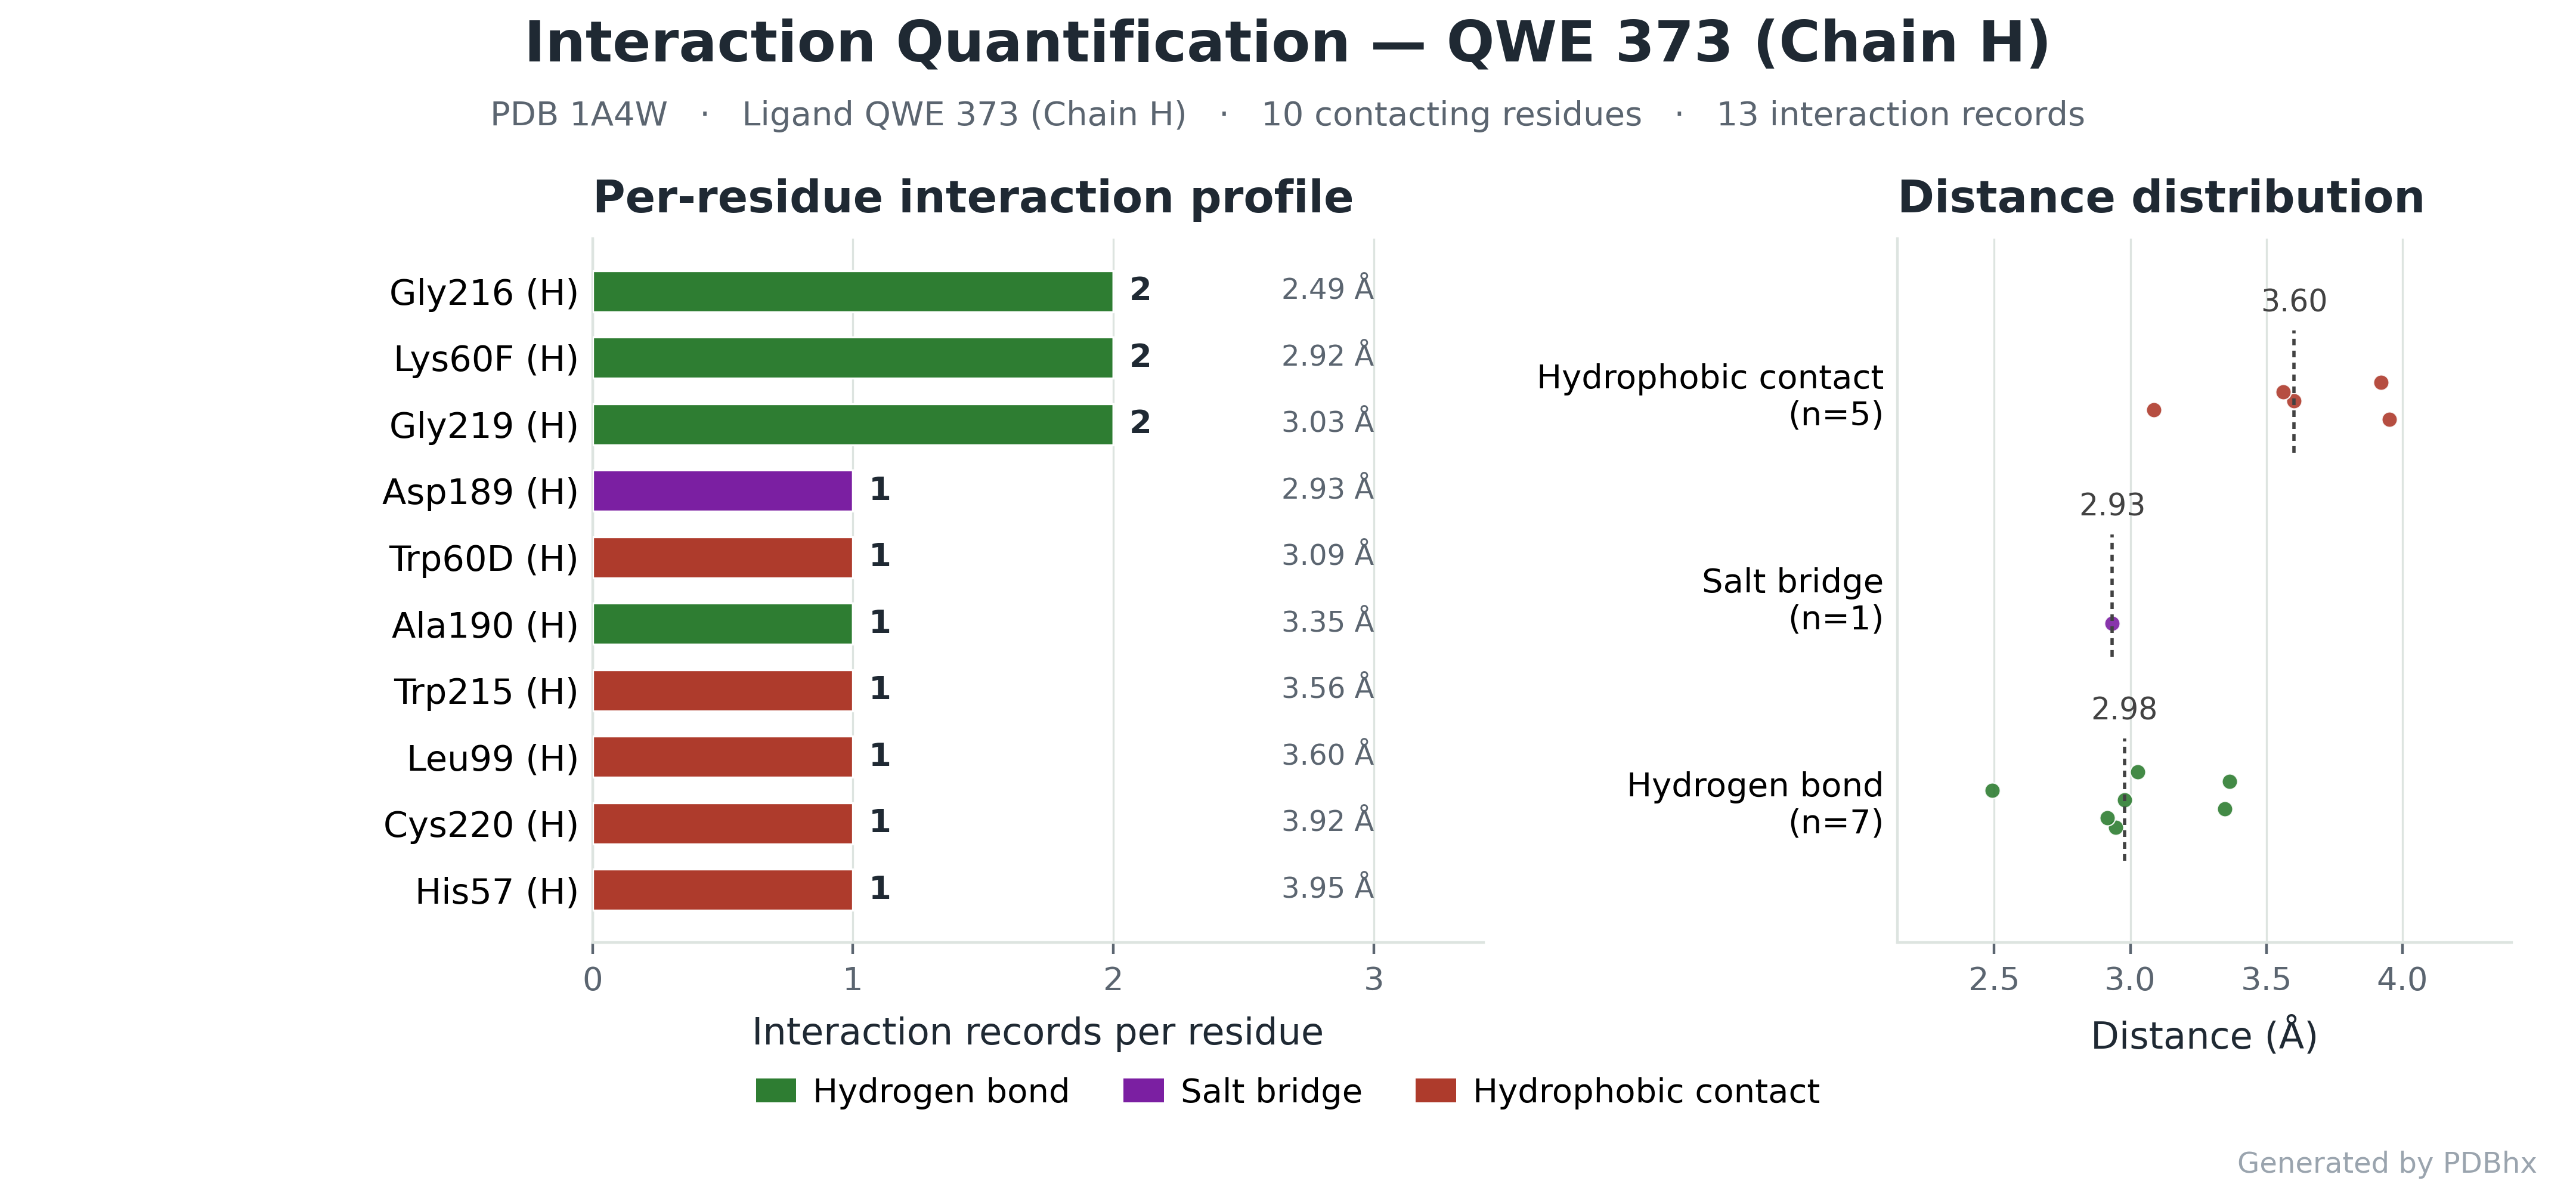 Interaction Quantification — QWE 373 (Chain H)
PDB 1A4W · Ligand QWE 373 (Chain H) · 10 contacting residues · 13 interaction records
Per-residue interaction profile
Gly216 (H) 2 2.49 Å
Lys60F (H) 2 2.92 Å
Gly219 (H) 2 3.03 Å
Asp189 (H) 1 2.93 Å
Trp60D (H) 1 3.09 Å
Ala190 (H) 1 3.35 Å
Trp215 (H) 1 3.56 Å
Leu99 (H) 1 3.60 Å
Cys220 (H) 1 3.92 Å
His57 (H) 1 3.95 Å
0 1 2 3
Interaction records per residue
Distance distribution
3.60
Hydrophobic contact
(n=5)
2.93
Salt bridge
(n=1)
2.98
Hydrogen bond
(n=7)
2.5 3.0 3.5 4.0
Distance (Å)
Hydrogen bond Salt bridge Hydrophobic contact
Generated by PDBhx